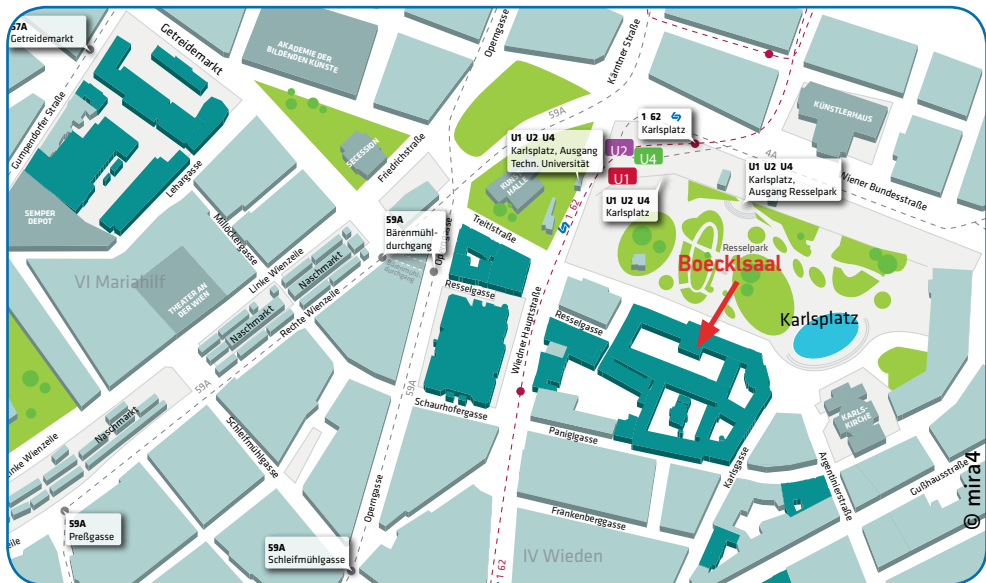 57A
Getreidemarkt
Getreidemarkt
AKADEMIE DER
BILDENDEN KÜNSTE
Operngasse
Kärntner Straße
59A
1 62
Karlsplatz
KÜNSTLERHAUS
Gumpendorfer Straße
Lehargasse
SECESSION
Friedrichstraße
U1 U2 U4
Karlsplatz, Ausgang
Techn. Universität
U2
U4
U1
4A
U1 U2 U4
Karlsplatz,
Ausgang Resselpark
Wiener Bundesstraße
SEMPER
DEPOT
Millöckergasse
59A
Bärenmühl-
durchgang
Treitlstraße
1 62
U1 U2 U4
Karlsplatz
Resselpark
Boecklsaal
VI Mariahilf
THEATER AN
DER WIEN
Linke Wienzeile
Naschmarkt
Naschmarkt
Rechte Wienzeile
Resselgasse
Resselgasse
Wiedner Hauptstraße
Karlsplatz
59A
59A
Schaurhofergasse
Naschmarkt
Schleifmühlgasse
Paniglgasse
KARLS-
KIRCHE
Karlsgasse
Argentinierstraße
Gußhausstraße
Operngasse
Frankenberggasse
59A
Preßgasse
59A
Schleifmühlgasse
IV Wieden
1 62
© mira4